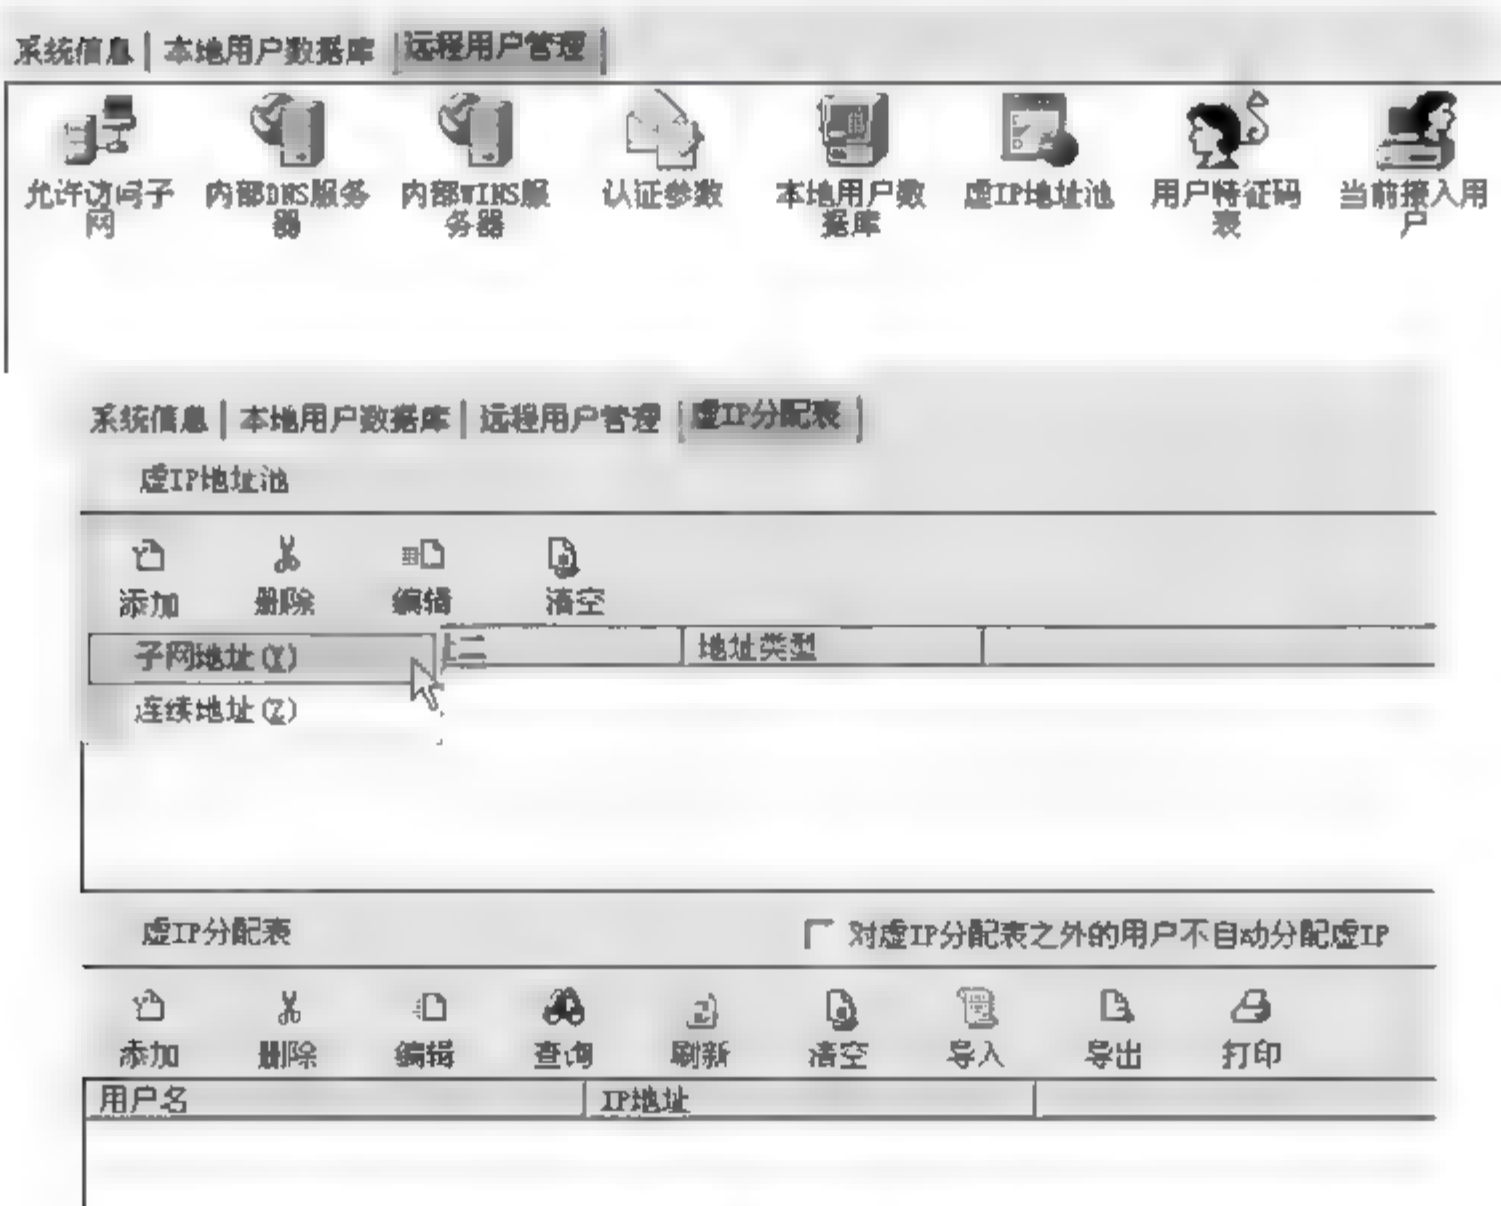 系统信息 本地用户数据库 远程用户管理
允许访问子网 内部DNS服务器 内部WINS服务器 认证参数 本地用户数据库 虚IP地址池 用户特征码表 当前接入用户
系统信息 本地用户数据库 远程用户管理 虚IP分配表
虚IP地址池
添加 删除 编辑 清空
子网地址(Y) 地址类型
连续地址(Z)
虚IP分配表 对虚IP分配表之外的用户不自动分配虚IP
添加 删除 编辑 查询 刷新 清空 导入 导出 打印
用户名 IP地址